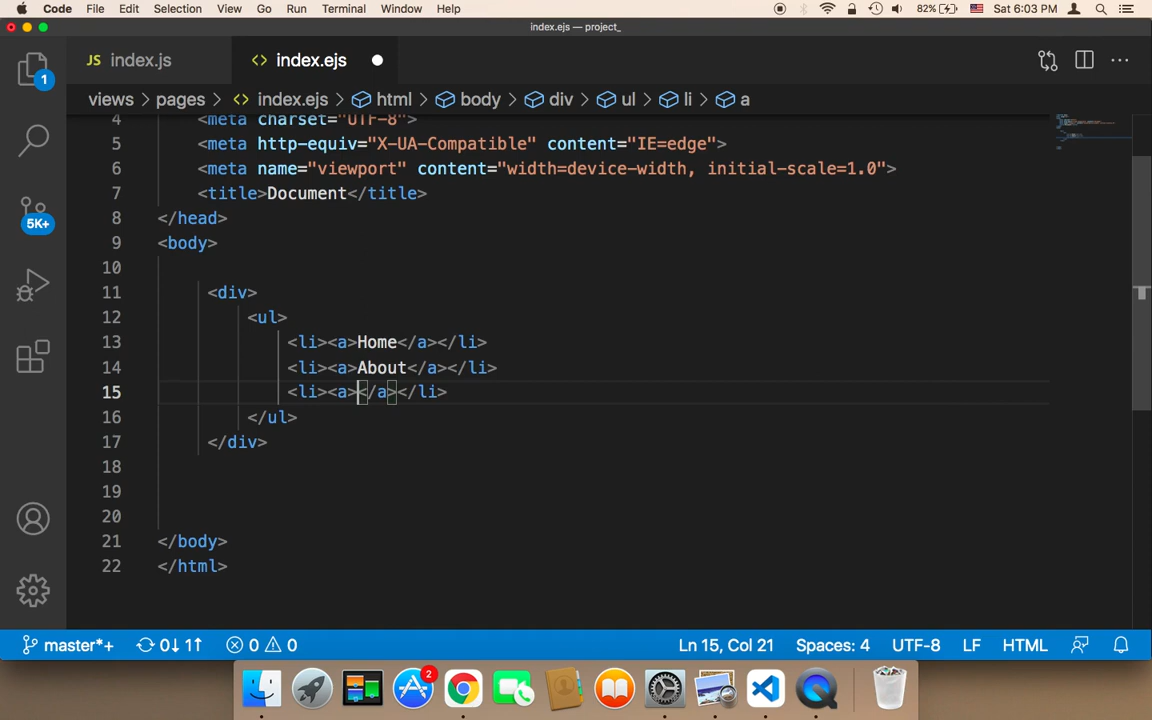 Code File Edit Selection View Go Run Terminal Window Help 82% Sat 6:03 PM
index.ejs — project_
1
JS index.js
<> index.ejs
views > pages > <> index.ejs > html > body > div > ul > li > a
4 <meta charset="UTF-8">
5 <meta http-equiv="X-UA-Compatible" content="IE=edge">
6 <meta name="viewport" content="width=device-width, initial-scale=1.0">
7 <title>Document</title>
8 </head>
5K+
9 <body>
10
11 <div>
12 <ul>
13 <li><a>Home</a></li>
14 <li><a>About</a></li>
15 <li><a></a></li>
16 </ul>
17 </div>
18
19
20
21 </body>
22 </html>
master*+ 0↓ 1↑ 0 0 Ln 15, Col 21 Spaces: 4 UTF-8 LF HTML
2